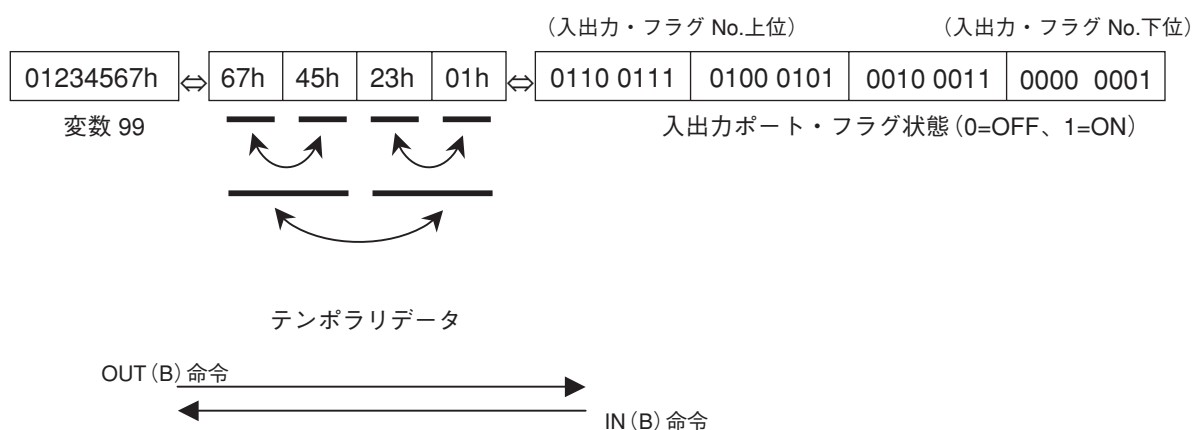 (入出力・フラグ No.上位) (入出力・フラグ No.下位)
01234567h ⇔ 67h 45h 23h 01h ⇔ 0110 0111 0100 0101 0010 0011 0000 0001
変数 99 入出力ポート・フラグ状態(0=OFF、1=ON)
テンポラリデータ
OUT(B)命令
IN(B)命令